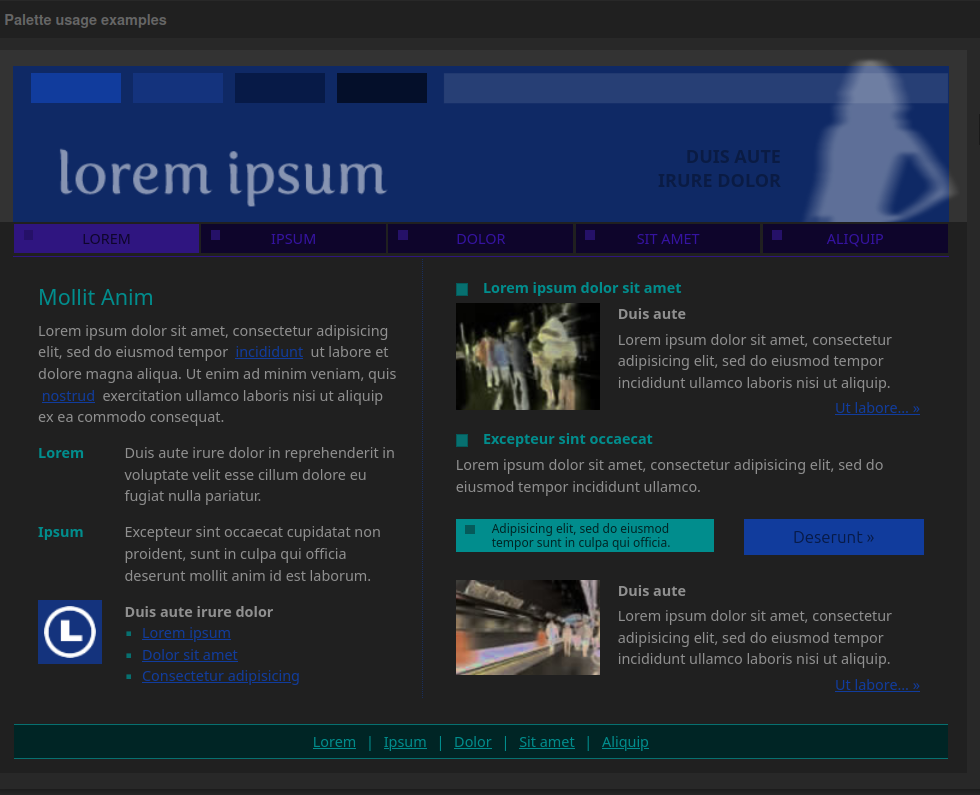 Palette usage examples
lorem ipsum
DUIS AUTE
IRURE DOLOR
LOREM
IPSUM
DOLOR
SIT AMET
ALIQUIP
Mollit Anim
Lorem ipsum dolor sit amet, consectetur adipisicing
elit, sed do eiusmod tempor incididunt ut labore et
dolore magna aliqua. Ut enim ad minim veniam, quis
nostrud exercitation ullamco laboris nisi ut aliquip
ex ea commodo consequat.
Lorem
Duis aute irure dolor in reprehenderit in
voluptate velit esse cillum dolore eu
fugiat nulla pariatur.
Ipsum
Excepteur sint occaecat cupidatat non
proident, sunt in culpa qui officia
deserunt mollit anim id est laborum.
L
Duis aute irure dolor
Lorem ipsum
Dolor sit amet
Consectetur adipisicing
Lorem ipsum dolor sit amet
Duis aute
Lorem ipsum dolor sit amet, consectetur
adipisicing elit, sed do eiusmod tempor
incididunt ullamco laboris nisi ut aliquip.
Ut labore... »
Excepteur sint occaecat
Lorem ipsum dolor sit amet, consectetur adipisicing elit, sed do
eiusmod tempor incididunt ullamco.
Adipisicing elit, sed do eiusmod
tempor sunt in culpa qui officia.
Deserunt »
Duis aute
Lorem ipsum dolor sit amet, consectetur
adipisicing elit, sed do eiusmod tempor
incididunt ullamco laboris nisi ut aliquip.
Ut labore... »
Lorem | Ipsum | Dolor | Sit amet | Aliquip